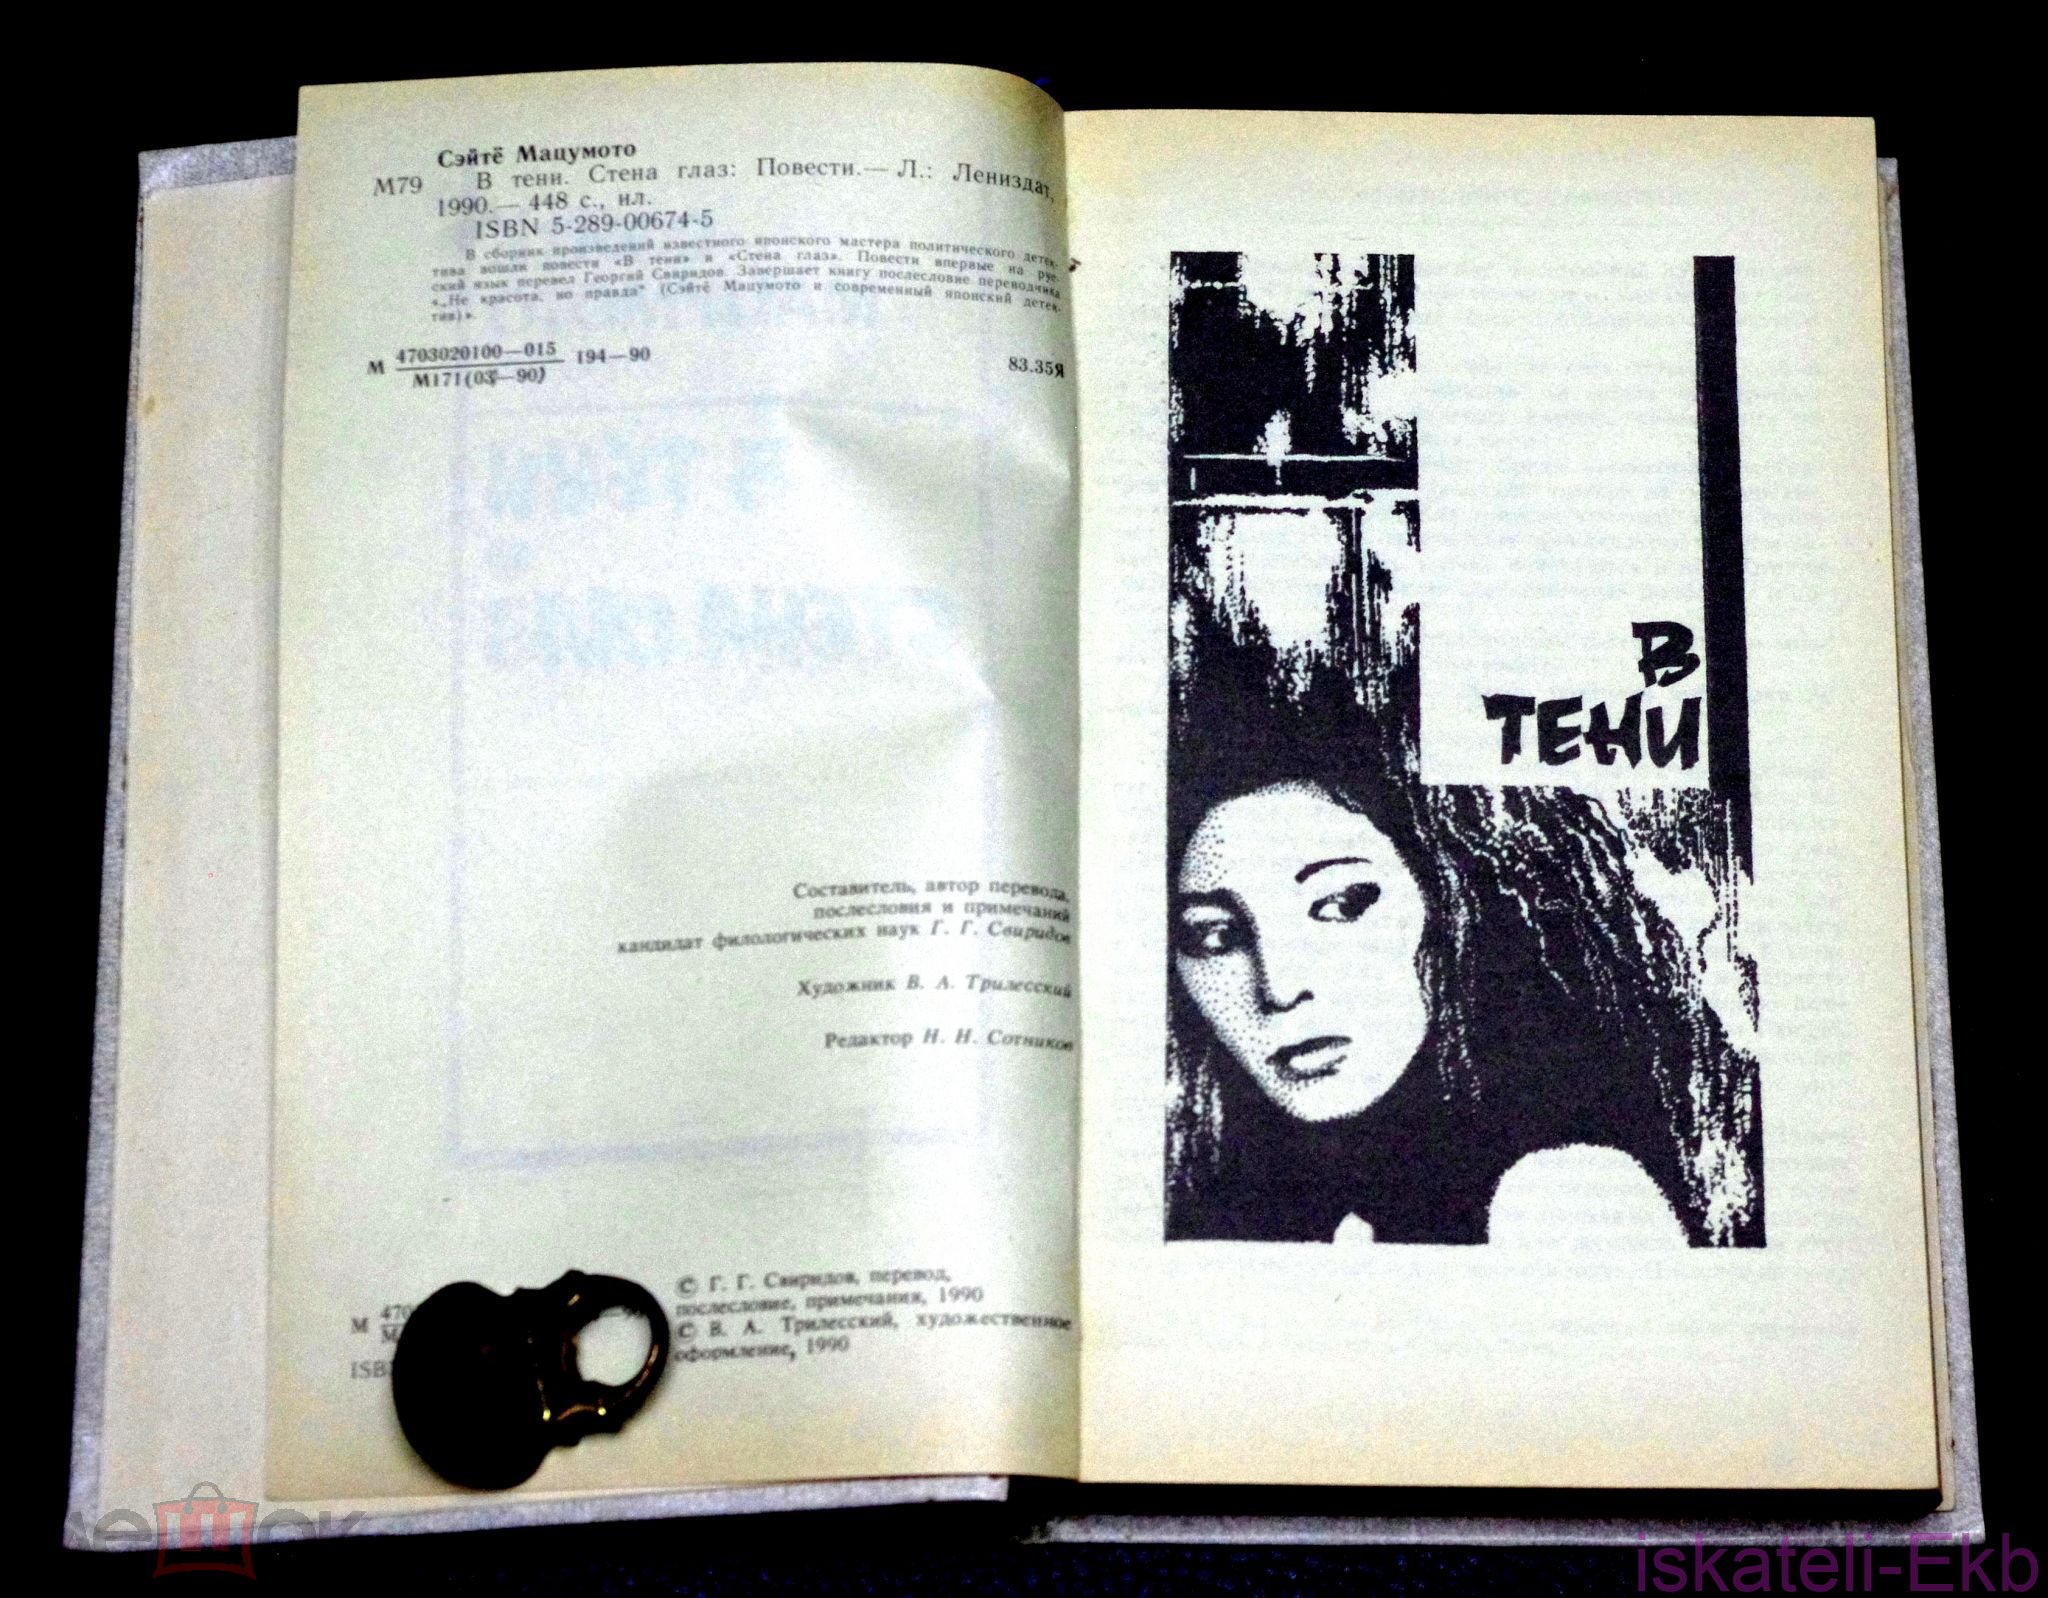 Сэйтё Мацумото
М79 В тени. Стена глаз: Повести.— Л.: Лениздат,
1990.— 448 с., ил.
ISBN 5-289-00674-5
В сборник произведений известного японского мастера политического детек-
тива вошли повести «В тени» и «Стена глаз». Повести впервые на рус-
ский язык перевел Георгий Свиридов. Завершает книгу послесловие переводчика
«„Не красота, но правда" (Сэйтё Мацумото и современный японский детек-
тив)».
М 4703020100—015 194—90
М171(03—90)
83.35Я
Составитель, автор перевода,
послесловия и примечаний
кандидат филологических наук Г. Г. Свиридов
Художник В. А. Трилесский
Редактор Н. Н. Сотников
© Г. Г. Свиридов, перевод,
послесловие, примечания, 1990
© В. А. Трилесский, художественное
оформление, 1990
М 470
ISB
В
ТЕНИ
iskateli-Ekb